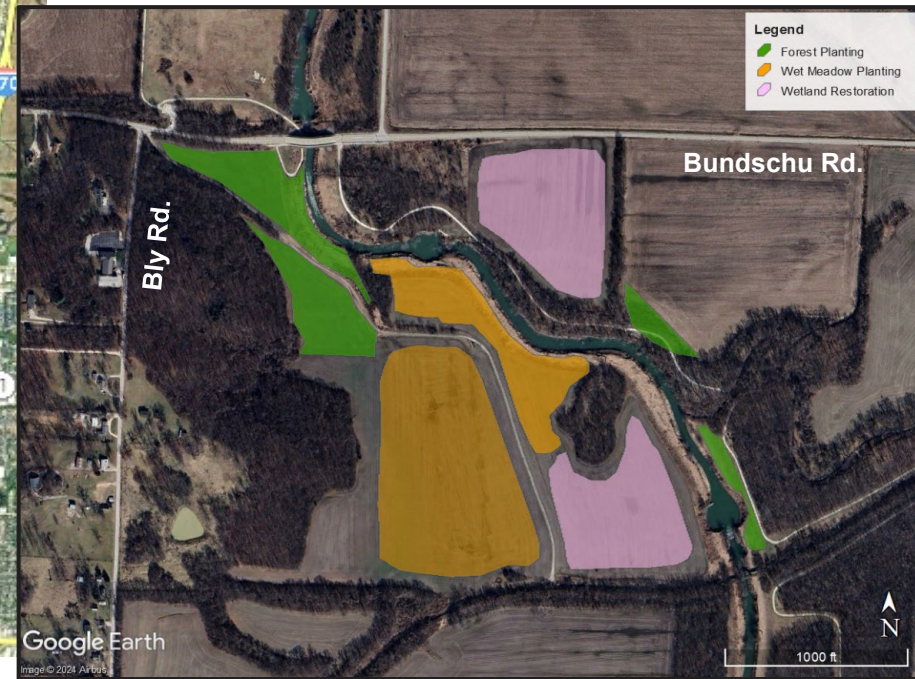 70
Legend
Forest Planting
Wet Meadow Planting
Wetland Restoration
Bundschu Rd.
Bly Rd.
N
1000 ft
Google Earth
Image © 2024 Airbus